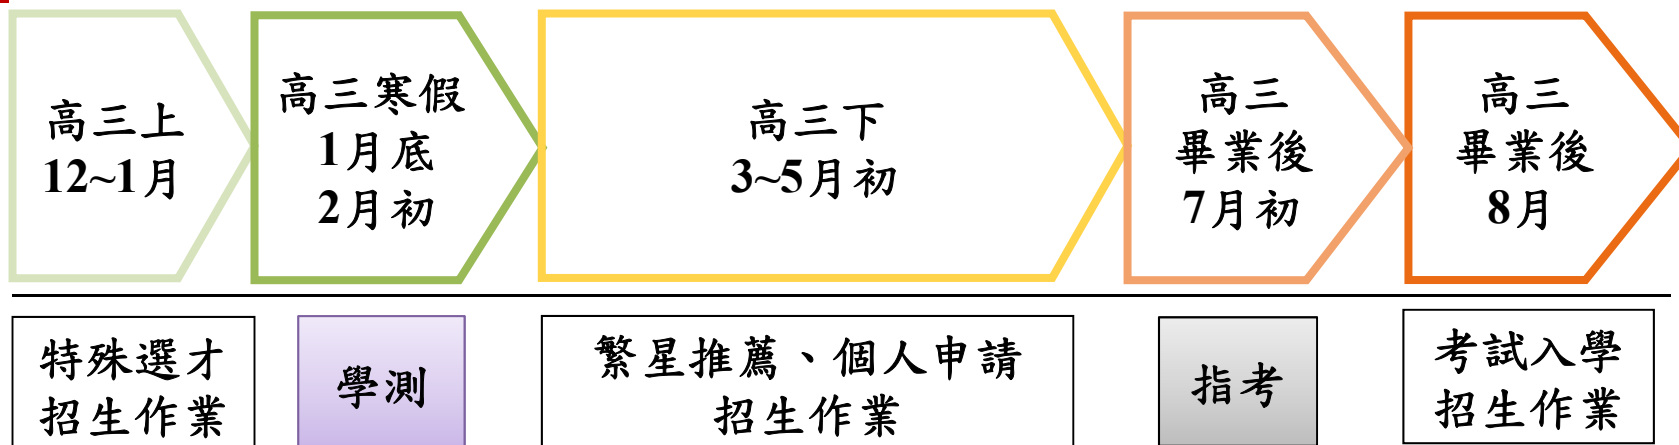 高三上
12~1月
高三寒假
1月底
2月初
高三下
3~5月初
高三
畢業後
7月初
高三
畢業後
8月
特殊選才
招生作業
學測
繁星推薦、個人申請
招生作業
指考
考試入學
招生作業